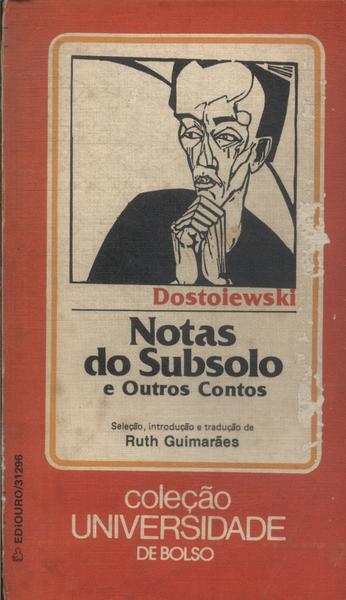 Dostoiewski
Notas
do Subsolo
e Outros Contos
Seleção, introdução e tradução de
Ruth Guimarães
coleção
UNIVERSIDADE
DE BOLSO
EDIOURO/31296